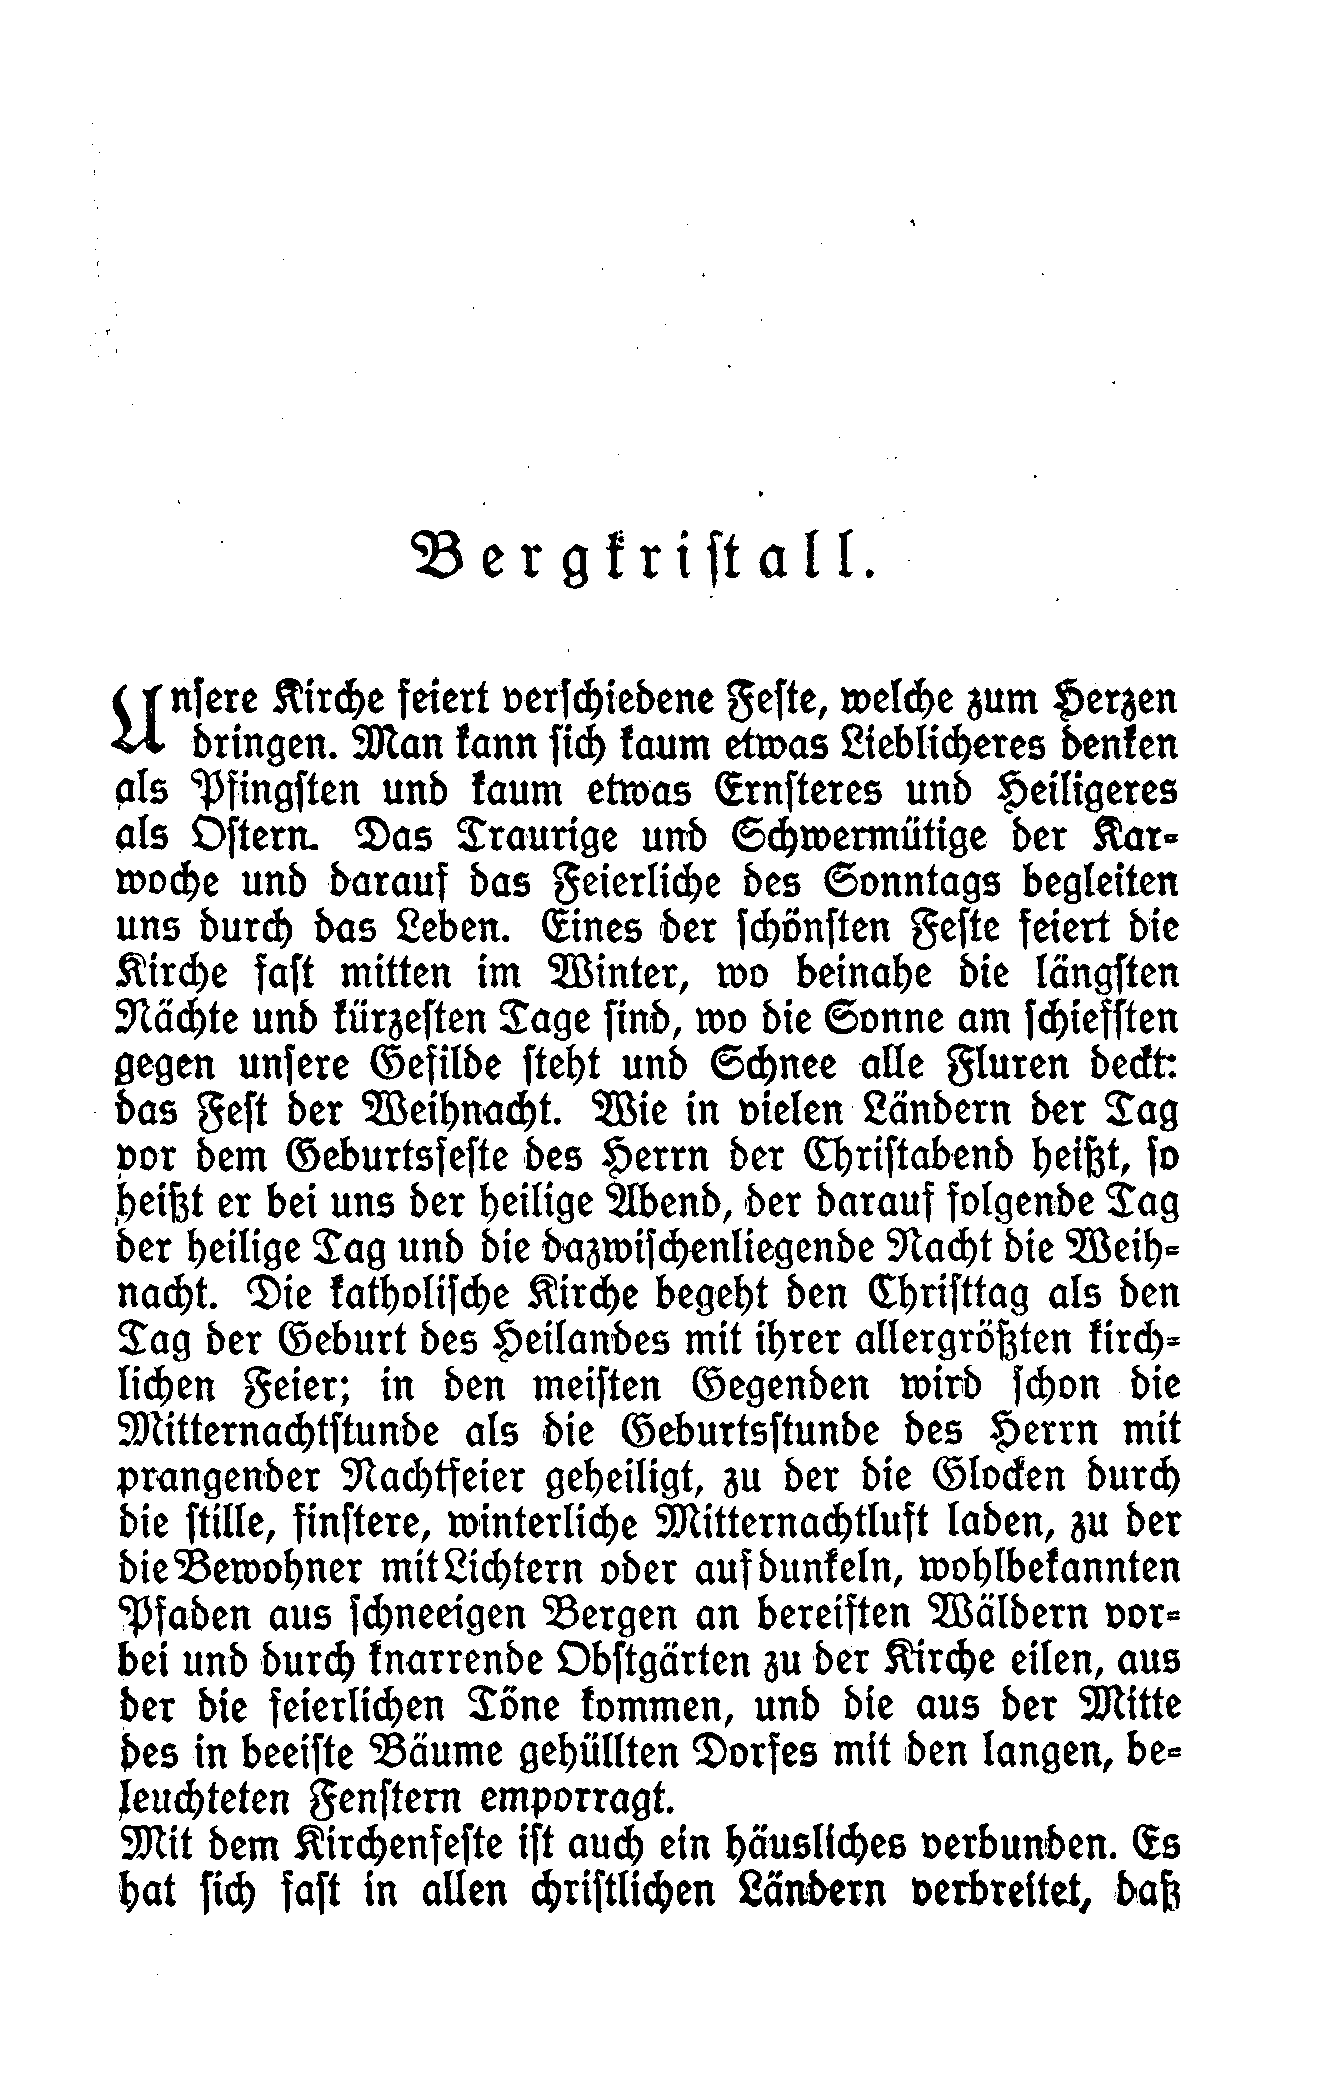 Bergkristall.
Unsere Kirche feiert verschiedene Feste, welche zum Herzen
dringen. Man kann sich kaum etwas Lieblicheres denken
als Pfingsten und kaum etwas Ernsteres und Heiligeres
als Ostern. Das Traurige und Schwermütige der Kar-
woche und darauf das Feierliche des Sonntags begleiten
uns durch das Leben. Eines der schönsten Feste feiert die
Kirche fast mitten im Winter, wo beinahe die längsten
Nächte und kürzesten Tage sind, wo die Sonne am schiefsten
gegen unsere Gefilde steht und Schnee alle Fluren deckt:
das Fest der Weihnacht. Wie in vielen Ländern der Tag
vor dem Geburtsfeste des Herrn der Christabend heißt, so
heißt er bei uns der heilige Abend, der darauf folgende Tag
der heilige Tag und die dazwischenliegende Nacht die Weih-
nacht. Die katholische Kirche begeht den Christtag als den
Tag der Geburt des Heilandes mit ihrer allergrößten kirch-
lichen Feier; in den meisten Gegenden wird schon die
Mitternachtstunde als die Geburtsstunde des Herrn mit
prangender Nachtfeier geheiligt, zu der die Glocken durch
die stille, finstere, winterliche Mitternachtluft laden, zu der
die Bewohner mit Lichtern oder auf dunkeln, wohlbekannten
Pfaden aus schneeigen Bergen an bereiften Wäldern vor-
bei und durch knarrende Obstgärten zu der Kirche eilen, aus
der die feierlichen Töne kommen, und die aus der Mitte
des in beeiste Bäume gehüllten Dorfes mit den langen, be-
leuchteten Fenstern emporragt.
Mit dem Kirchenfeste ist auch ein häusliches verbunden. Es
hat sich fast in allen christlichen Ländern verbreitet, daß